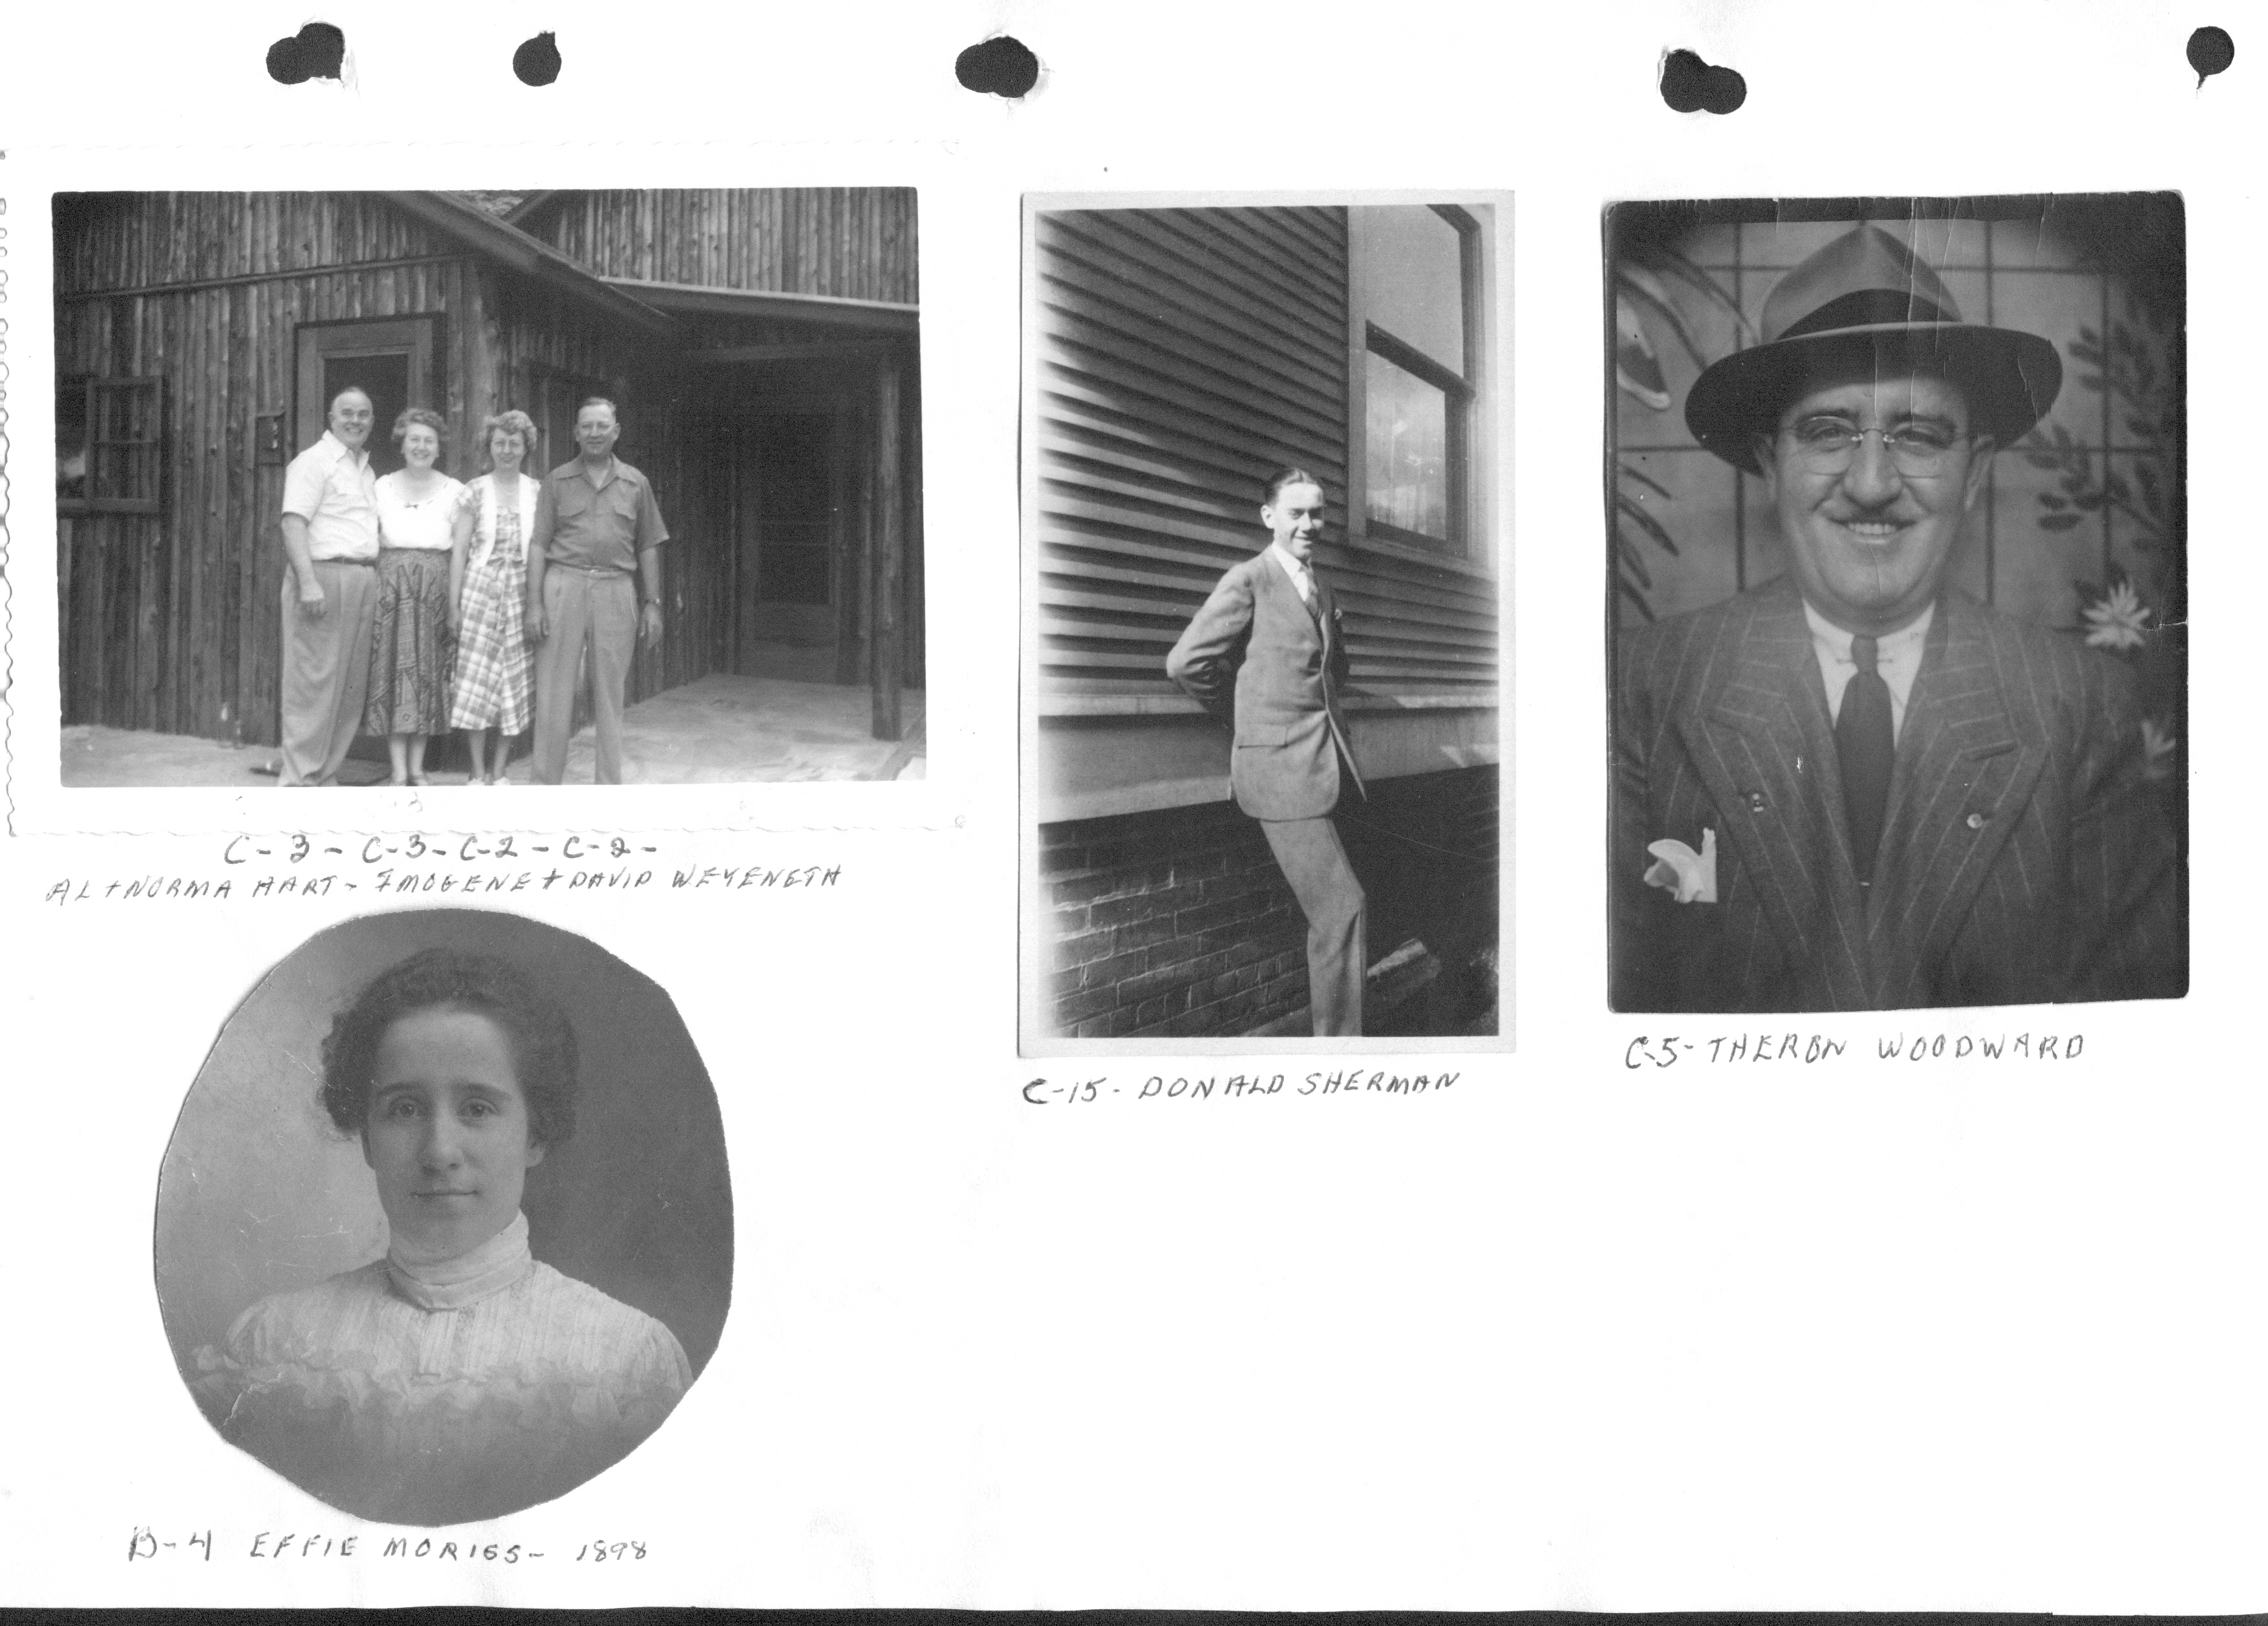 C-3-C-3-C-2-C-2-
AL + NORMA HART - IMOGENE + DAVID WEYENETH
C-15- DONALD SHERMAN
C-5- THERON WOODWARD
B-4 EFFIE MORISS- 1898